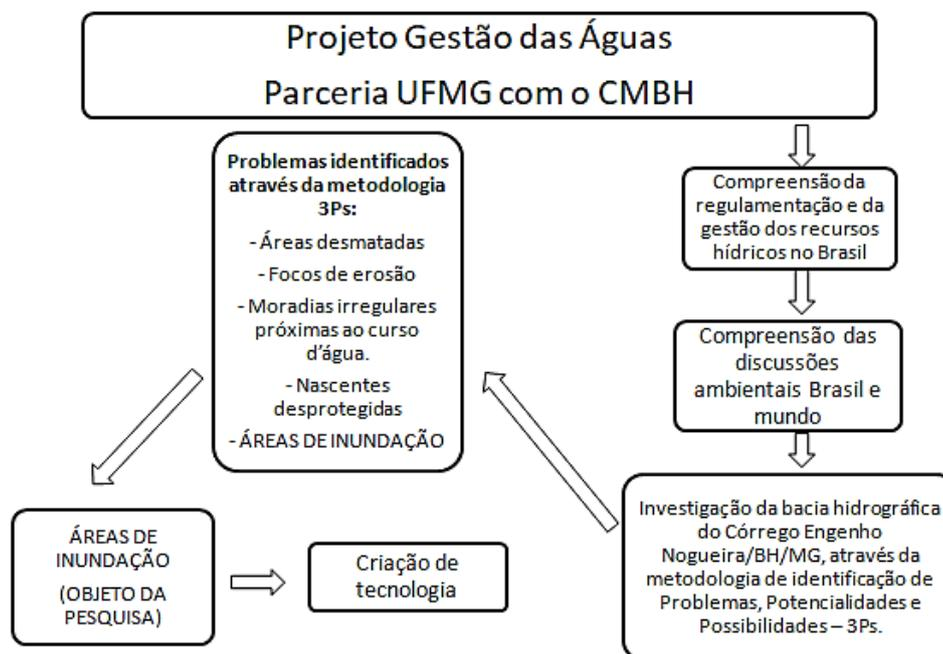 Projeto Gestão das Águas
Parceria UFMG com o CMBH
Compreensão da
regulamentação e da
gestão dos recursos
hídricos no Brasil
Compreensão das
discussões
ambientais Brasil e
mundo
Investigação da bacia hidrográfica
do Córrego Engenho
Nogueira/BH/MG, através da
metodologia de identificação de
Problemas, Potencialidades e
Possibilidades – 3Ps.
Problemas identificados
através da metodologia
3Ps:
- Áreas desmatadas
- Focos de erosão
- Moradias irregulares
próximas ao curso
d’água.
- Nascentes
desprotegidas
- ÁREAS DE INUNDAÇÃO
ÁREAS DE
INUNDAÇÃO
(OBJETO DA
PESQUISA)
Criação de
tecnologia